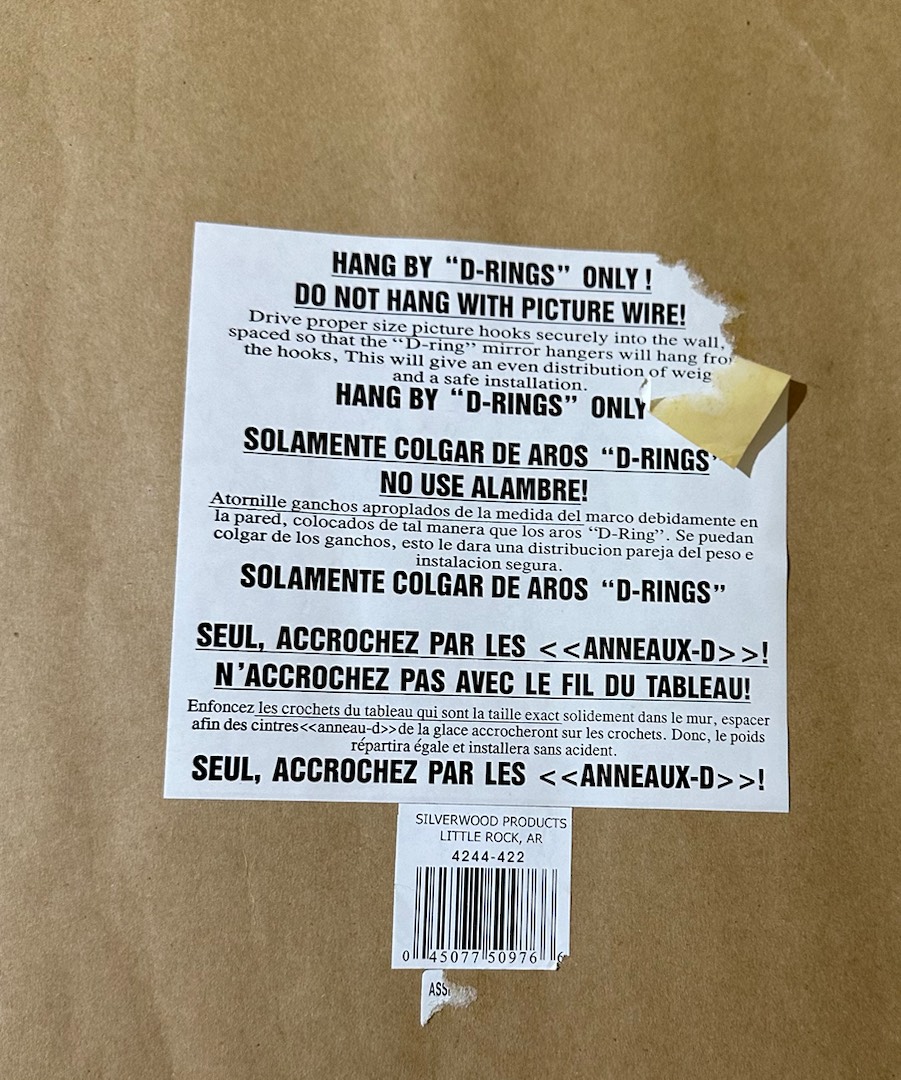 HANG BY “D-RINGS” ONLY !
DO NOT HANG WITH PICTURE WIRE!
Drive proper size picture hooks securely into the wall,
spaced so that the “D-ring” mirror hangers will hang fro
the hooks, This will give an even distribution of weig
and a safe installation.
HANG BY “D-RINGS” ONLY
SOLAMENTE COLGAR DE AROS “D-RINGS”
NO USE ALAMBRE!
Atornille ganchos aproplados de la medida del marco debidamente en
la pared, colocados de tal manera que los aros “D-Ring”. Se puedan
colgar de los ganchos, esto le dara una distribucion pareja del peso e
instalacion segura.
SOLAMENTE COLGAR DE AROS “D-RINGS”
SEUL, ACCROCHEZ PAR LES <<ANNEAUX-D>>!
N’ACCROCHEZ PAS AVEC LE FIL DU TABLEAU!
Enfoncez les crochets du tableau qui sont la taille exact solidement dans le mur, espacer
afin des cintres<<anneau-d>>de la glace accrocheront sur les crochets. Donc, le poids
répartira égale et installera sans acident.
SEUL, ACCROCHEZ PAR LES <<ANNEAUX-D>>!
SILVERWOOD PRODUCTS
LITTLE ROCK, AR
4244-422
0 45077 50976 6